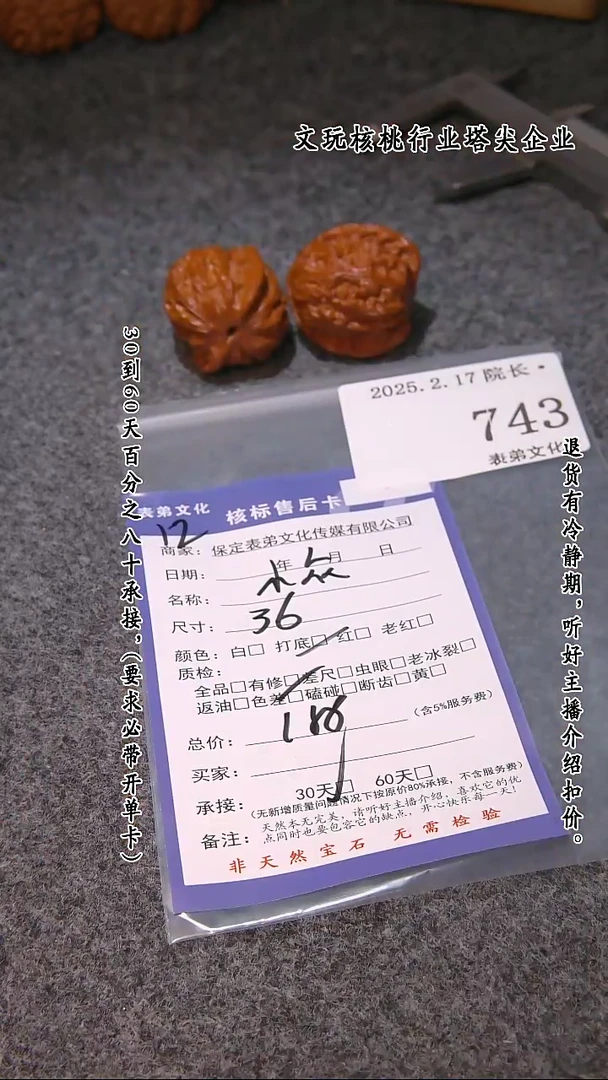 文玩核桃行业塔尖企业
30到60天百分之八十承接,(要求必带开单卡)
退货有冷静期,听好主播介绍扣价。
2025.2.17 院长·
743
表弟文化
表弟文化 核标售后卡
12
商家: 保定表弟文化传媒有限公司
日期: 年 月 日
名称:
尺寸: 36
颜色: 白□ 打底□ 红□ 老红□
质检:
全品□有修□差尺□虫眼□老冰裂□
返油□色差□磕碰□断齿□黄□
总价: (含5%服务费)
买家:
承接: 30天□ 60天□
(无新增质量问题情况下按原价80%承接,不含服务费)
备注: 天然本无完美,请听好主播介绍,喜欢它的优
点同时也要包容它的缺点,开心快乐每一天!
非天然宝石 无需检验